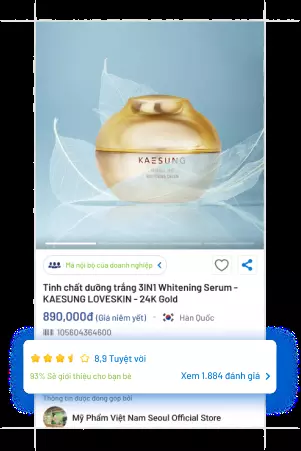 KAESUNG
WHITENING SERUM
Mã nội bộ của doanh nghiệp
Tinh chất dưỡng trắng 3IN1 Whitening Serum -
KAESUNG LOVESKIN - 24K Gold
890,000đ (Giá niêm yết) - Hàn Quốc
105604364600
8,9 Tuyệt vời
93% Sẽ giới thiệu cho bạn bè
Xem 1.884 đánh giá
Thông tin được đóng góp bởi
Mỹ Phẩm Việt Nam Seoul Official Store